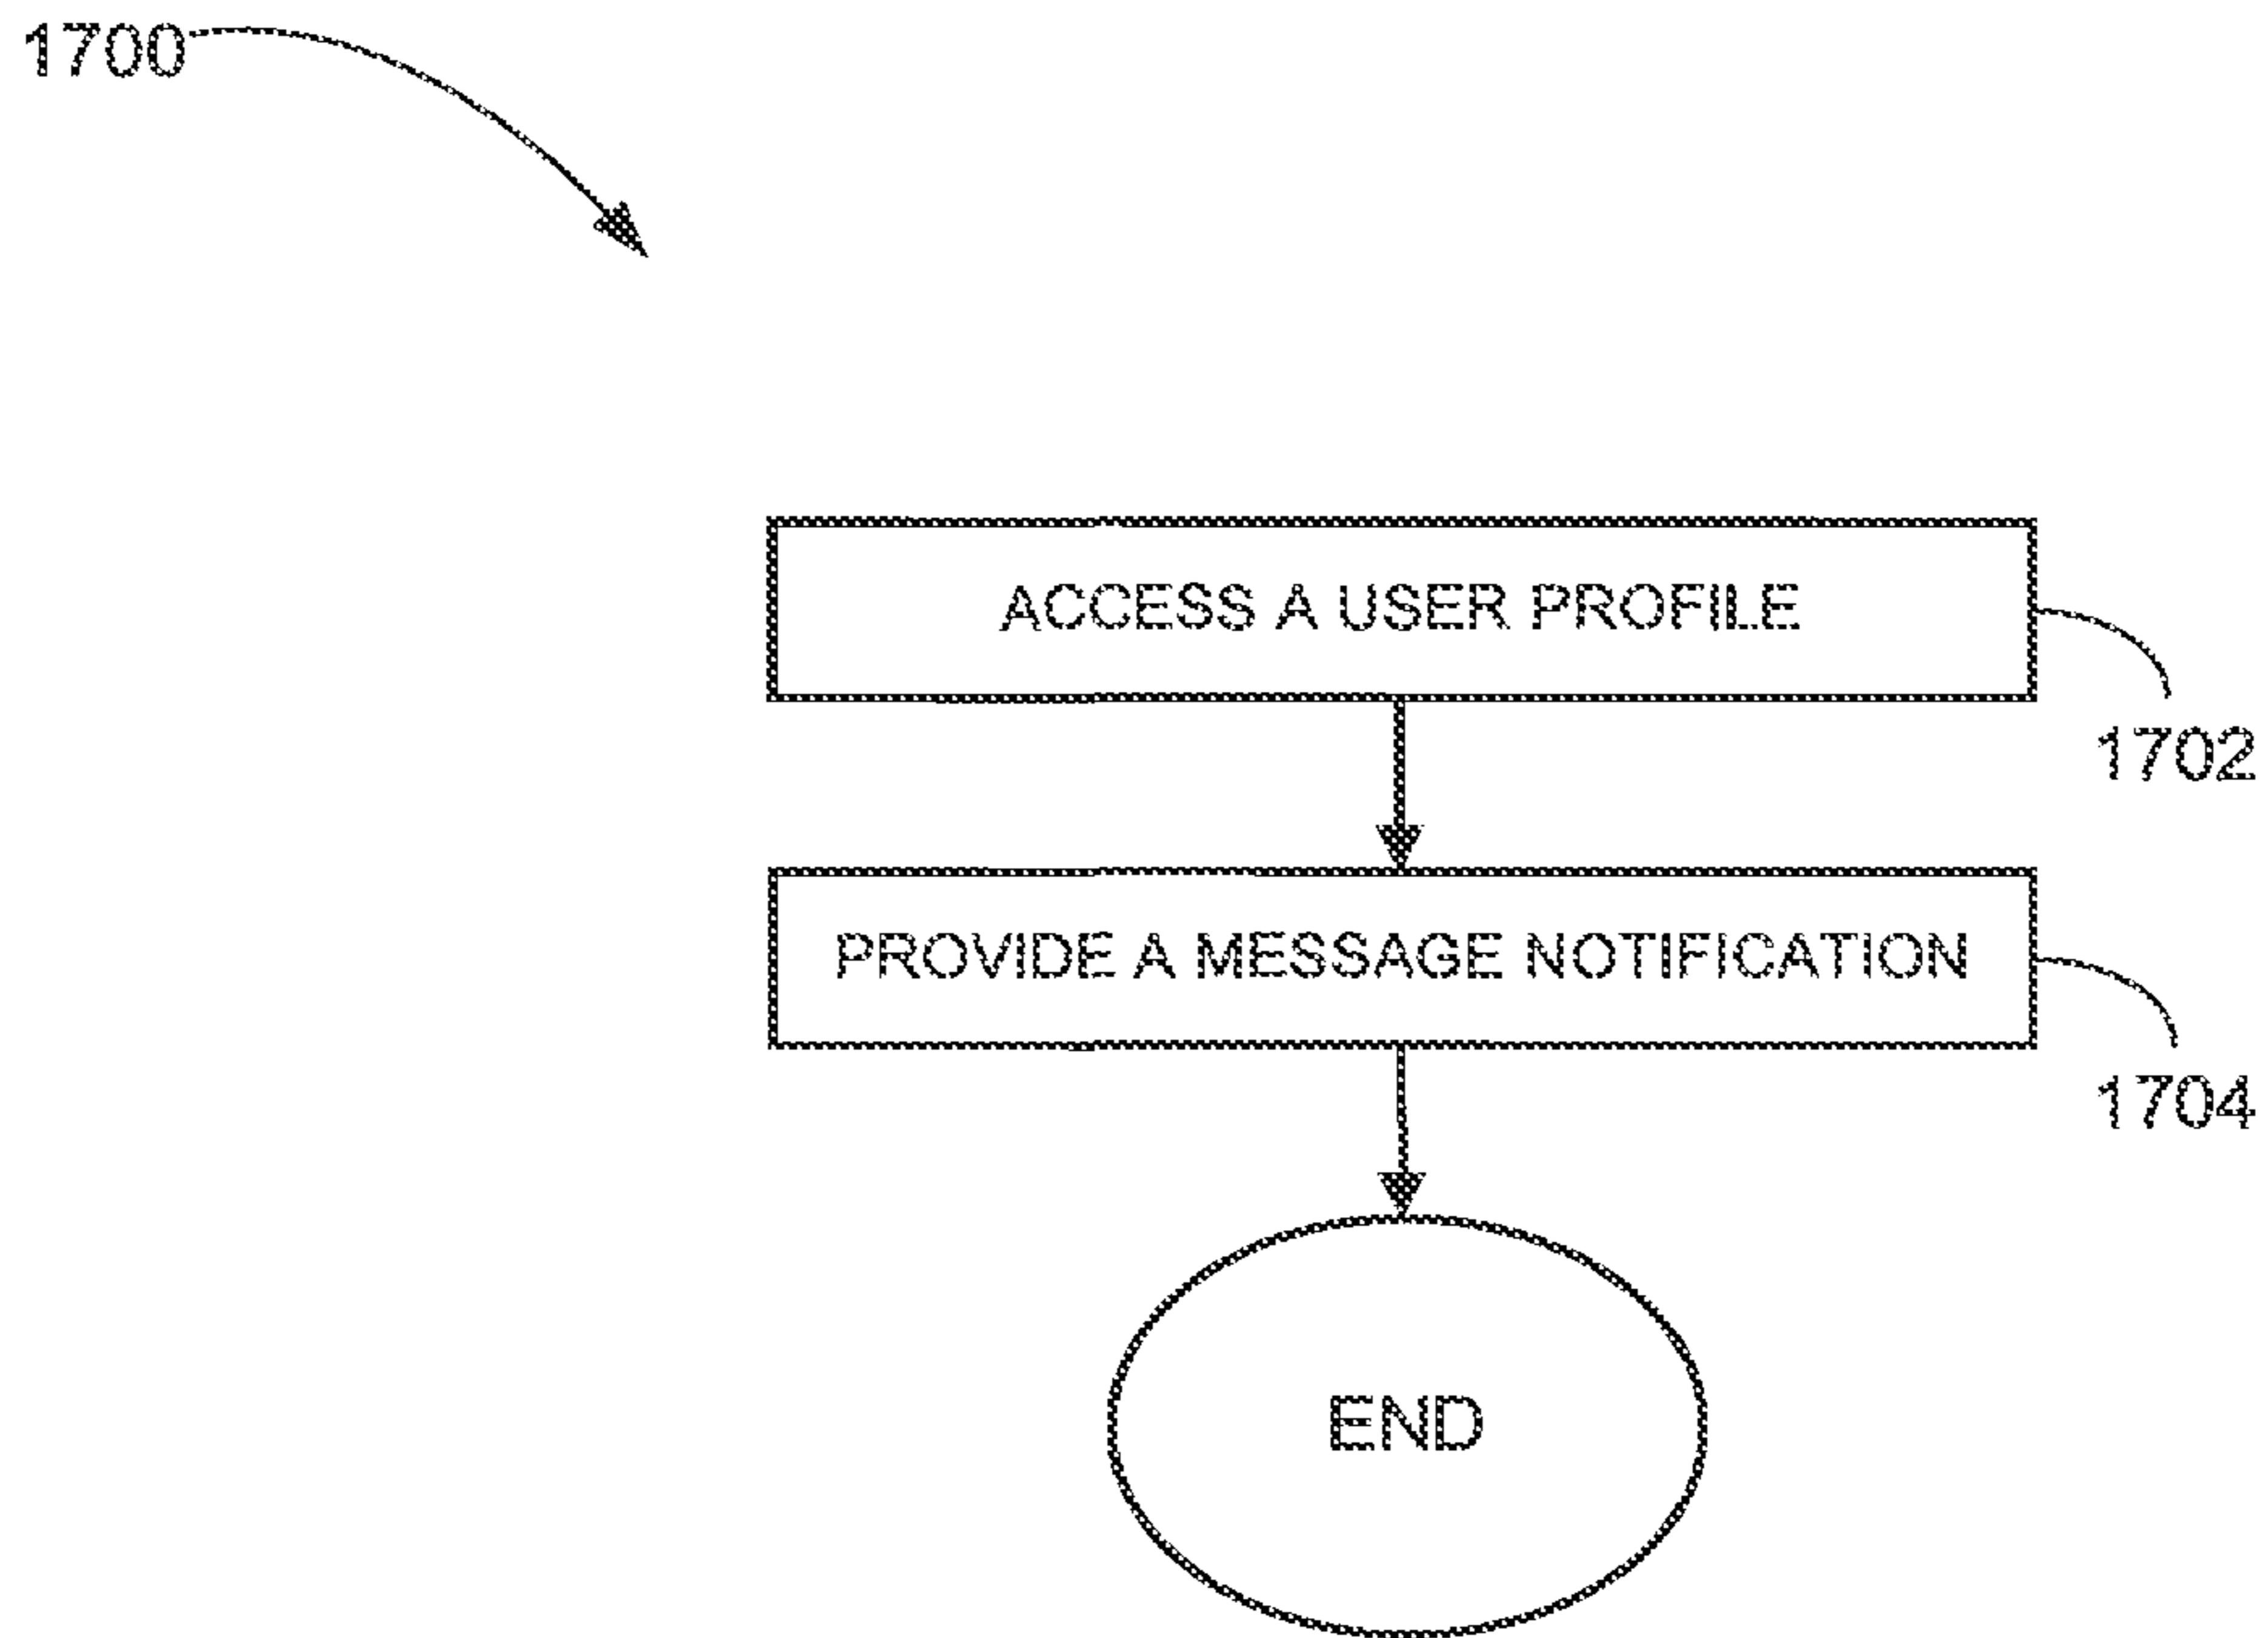 1700
ACCESS A USER PROFILE
1702
PROVIDE A MESSAGE NOTIFICATION
1704
END